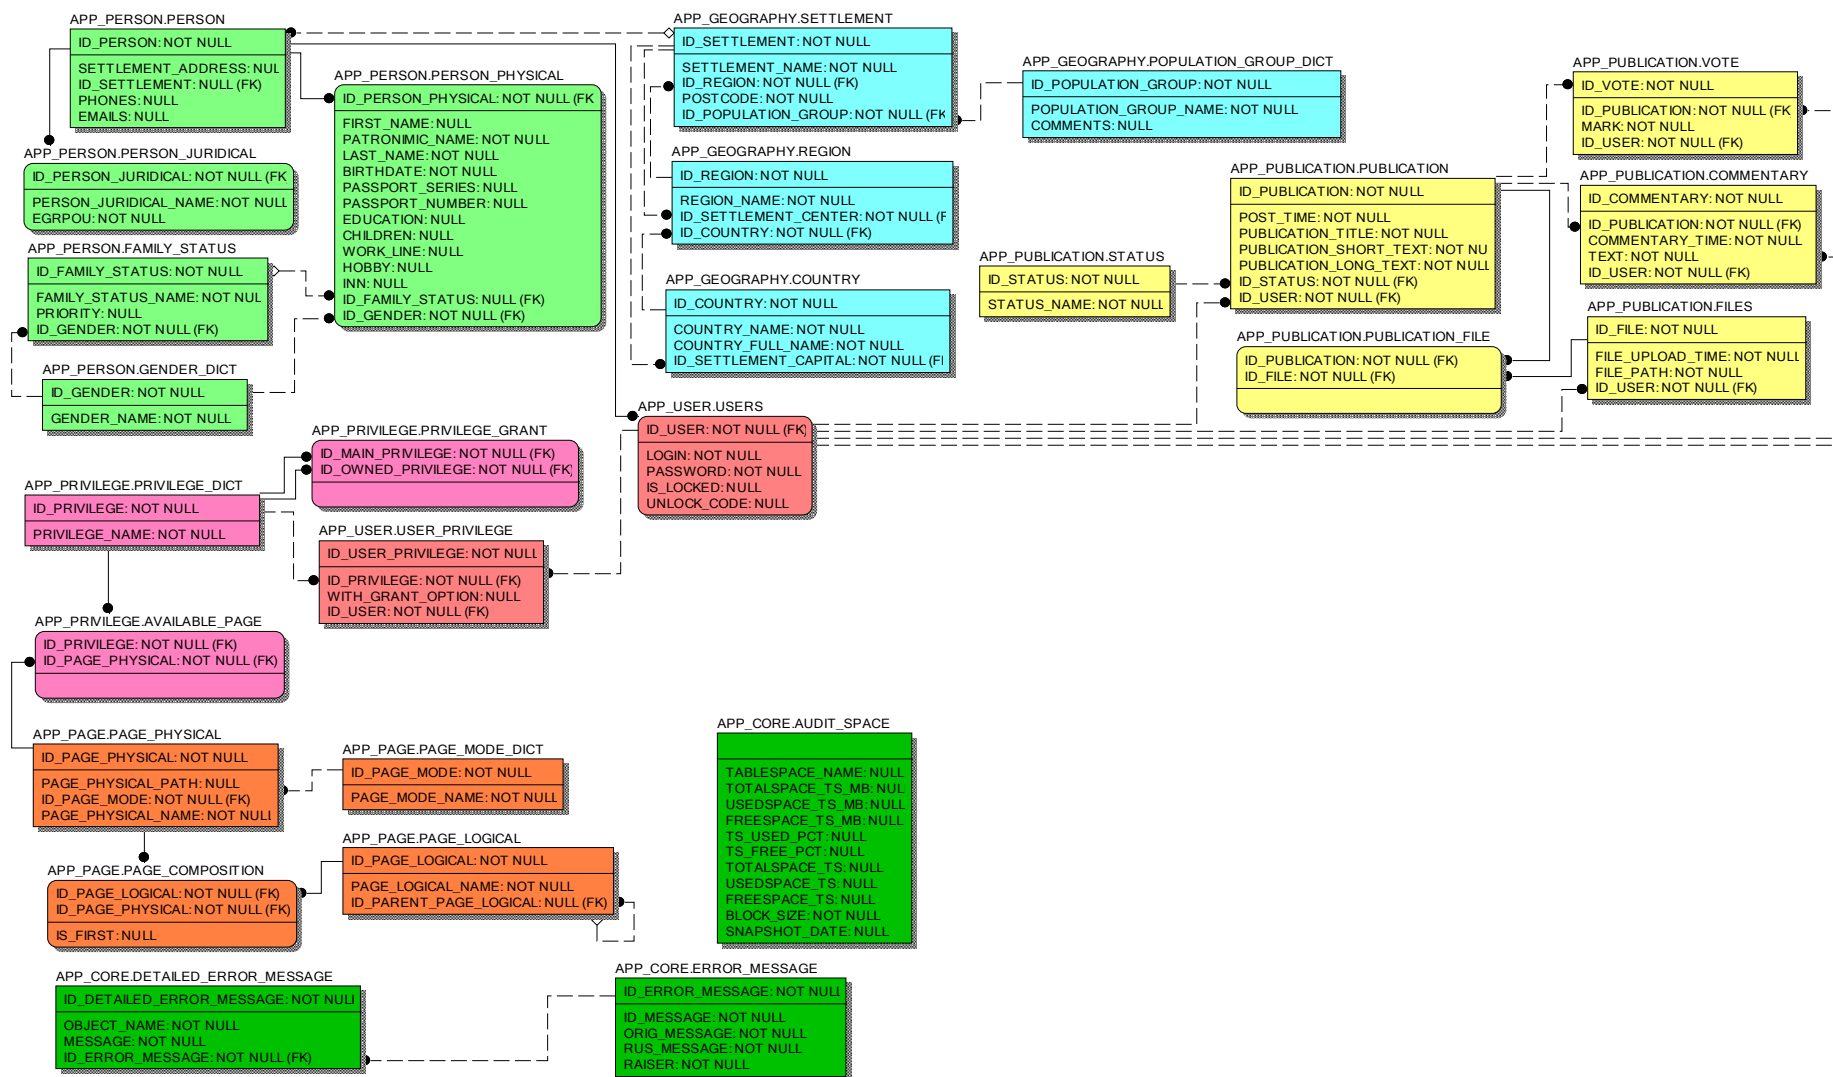 APP_PERSON.PERSON
ID_PERSON: NOT NULL
SETTLEMENT_ADDRESS: NUL
ID_SETTLEMENT: NULL (FK)
PHONES: NULL
EMAILS: NULL
APP_PERSON.PERSON_JURIDICAL
ID_PERSON_JURIDICAL: NOT NULL (FK
PERSON_JURIDICAL_NAME: NOT NULL
EGRPOU: NOT NULL
APP_PERSON.PERSON_PHYSICAL
ID_PERSON_PHYSICAL: NOT NULL (FK
FIRST_NAME: NULL
PATRONIMIC_NAME: NOT NULL
LAST_NAME: NOT NULL
BIRTHDATE: NOT NULL
PASSPORT_SERIES: NULL
PASSPORT_NUMBER: NULL
EDUCATION: NULL
CHILDREN: NULL
WORK_LINE: NULL
HOBBY: NULL
INN: NULL
ID_FAMILY_STATUS: NULL (FK)
ID_GENDER: NOT NULL (FK)
APP_PERSON.FAMILY_STATUS
ID_FAMILY_STATUS: NOT NULL
FAMILY_STATUS_NAME: NOT NUL
PRIORITY: NULL
ID_GENDER: NOT NULL (FK)
APP_PERSON.GENDER_DICT
ID_GENDER: NOT NULL
GENDER_NAME: NOT NULL
APP_GEOGRAPHY.SETTLEMENT
ID_SETTLEMENT: NOT NULL
SETTLEMENT_NAME: NOT NULL
ID_REGION: NOT NULL (FK)
POSTCODE: NOT NULL
ID_POPULATION_GROUP: NOT NULL (FK
APP_GEOGRAPHY.POPULATION_GROUP_DICT
ID_POPULATION_GROUP: NOT NULL
POPULATION_GROUP_NAME: NOT NULL
COMMENTS: NULL
APP_GEOGRAPHY.REGION
ID_REGION: NOT NULL
REGION_NAME: NOT NULL
ID_SETTLEMENT_CENTER: NOT NULL (F
ID_COUNTRY: NOT NULL (FK)
APP_GEOGRAPHY.COUNTRY
ID_COUNTRY: NOT NULL
COUNTRY_NAME: NOT NULL
COUNTRY_FULL_NAME: NOT NULL
ID_SETTLEMENT_CAPITAL: NOT NULL (F
APP_PUBLICATION.VOTE
ID_VOTE: NOT NULL
ID_PUBLICATION: NOT NULL (FK
MARK: NOT NULL
ID_USER: NOT NULL (FK)
APP_PUBLICATION.PUBLICATION
ID_PUBLICATION: NOT NULL
POST_TIME: NOT NULL
PUBLICATION_TITLE: NOT NULL
PUBLICATION_SHORT_TEXT: NOT NU
PUBLICATION_LONG_TEXT: NOT NULL
ID_STATUS: NOT NULL (FK)
ID_USER: NOT NULL (FK)
APP_PUBLICATION.COMMENTARY
ID_COMMENTARY: NOT NULL
ID_PUBLICATION: NOT NULL (FK)
COMMENTARY_TIME: NOT NULL
TEXT: NOT NULL
ID_USER: NOT NULL (FK)
APP_PUBLICATION.STATUS
ID_STATUS: NOT NULL
STATUS_NAME: NOT NULL
APP_PUBLICATION.FILES
ID_FILE: NOT NULL
FILE_UPLOAD_TIME: NOT NULL
FILE_PATH: NOT NULL
ID_USER: NOT NULL (FK)
APP_PUBLICATION.PUBLICATION_FILE
ID_PUBLICATION: NOT NULL (FK)
ID_FILE: NOT NULL (FK)
APP_USER.USERS
ID_USER: NOT NULL (FK)
LOGIN: NOT NULL
PASSWORD: NOT NULL
IS_LOCKED: NULL
UNLOCK_CODE: NULL
APP_PRIVILEGE.PRIVILEGE_GRANT
ID_MAIN_PRIVILEGE: NOT NULL (FK)
ID_OWNED_PRIVILEGE: NOT NULL (FK)
APP_PRIVILEGE.PRIVILEGE_DICT
ID_PRIVILEGE: NOT NULL
PRIVILEGE_NAME: NOT NULL
APP_USER.USER_PRIVILEGE
ID_USER_PRIVILEGE: NOT NULL
ID_PRIVILEGE: NOT NULL (FK)
WITH_GRANT_OPTION: NULL
ID_USER: NOT NULL (FK)
APP_PRIVILEGE.AVAILABLE_PAGE
ID_PRIVILEGE: NOT NULL (FK)
ID_PAGE_PHYSICAL: NOT NULL (FK)
APP_PAGE.PAGE_PHYSICAL
ID_PAGE_PHYSICAL: NOT NULL
PAGE_PHYSICAL_PATH: NULL
ID_PAGE_MODE: NOT NULL (FK)
PAGE_PHYSICAL_NAME: NOT NULL
APP_PAGE.PAGE_MODE_DICT
ID_PAGE_MODE: NOT NULL
PAGE_MODE_NAME: NOT NULL
APP_PAGE.PAGE_LOGICAL
ID_PAGE_LOGICAL: NOT NULL
PAGE_LOGICAL_NAME: NOT NULL
ID_PARENT_PAGE_LOGICAL: NULL (FK)
APP_PAGE.PAGE_COMPOSITION
ID_PAGE_LOGICAL: NOT NULL (FK)
ID_PAGE_PHYSICAL: NOT NULL (FK)
IS_FIRST: NULL
APP_CORE.AUDIT_SPACE
TABLESPACE_NAME: NULL
TOTALSPACE_TS_MB: NUL
USEDSPACE_TS_MB: NULL
FREESPACE_TS_MB: NULL
TS_USED_PCT: NULL
TS_FREE_PCT: NULL
TOTALSPACE_TS: NULL
USEDSPACE_TS: NULL
FREESPACE_TS: NULL
BLOCK_SIZE: NOT NULL
SNAPSHOT_DATE: NULL
APP_CORE.DETAILED_ERROR_MESSAGE
ID_DETAILED_ERROR_MESSAGE: NOT NULL
OBJECT_NAME: NOT NULL
MESSAGE: NOT NULL
ID_ERROR_MESSAGE: NOT NULL (FK)
APP_CORE.ERROR_MESSAGE
ID_ERROR_MESSAGE: NOT NULL
ID_MESSAGE: NOT NULL
ORIG_MESSAGE: NOT NULL
RUS_MESSAGE: NOT NULL
RAISER: NOT NULL